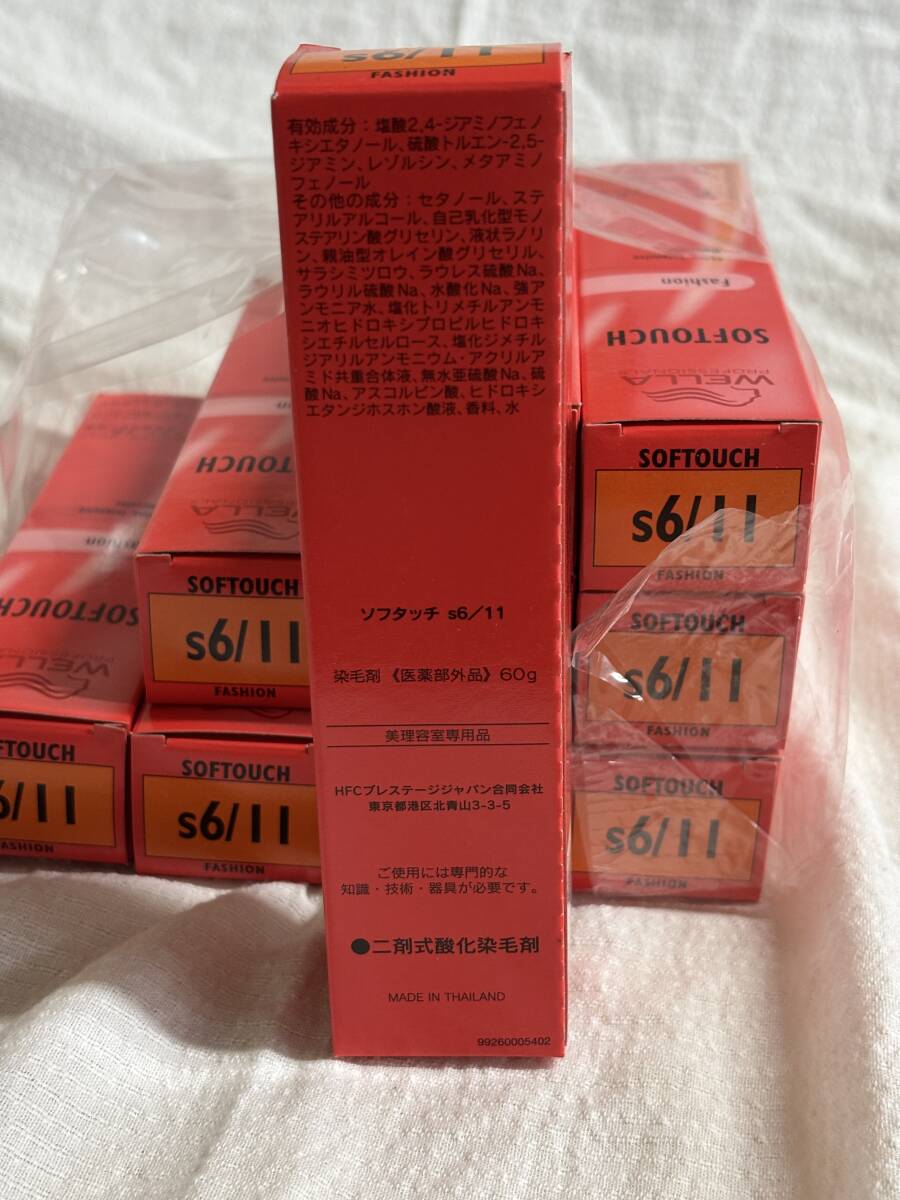 s6/11
FASHION
有効成分：塩酸2,4-ジアミノフェノ
キシエタノール、硫酸トルエン-2,5-
ジアミン、レゾルシン、メタアミノ
フェノール
その他の成分：セタノール、ステ
アリルアルコール、自己乳化型モノ
ステアリン酸グリセリン、液状ラノリ
ン、親油型オレイン酸グリセリル、
サラシミツロウ、ラウレス硫酸Na、
ラウリル硫酸Na、水酸化Na、強ア
ンモニア水、塩化トリメチルアンモ
ニオヒドロキシプロピルヒドロキ
シエチルセルロース、塩化ジメチル
ジアリルアンモニウム・アクリルア
ミド共重合体液、無水亜硫酸Na、硫酸
Na、アスコルビン酸、ヒドロキシ
エタンジホスホン酸液、香料、水
ソフタッチ s6／11
染毛剤《医薬部外品》60g
美理容室専用品
HFCプレステージジャパン合同会社
東京都港区北青山3-3-5
ご使用には専門的な
知識・技術・器具が必要です。
●二剤式酸化染毛剤
MADE IN THAILAND
99260005402
Fashion
SOFTOUCH
WELLA
PROFESSIONALS
SOFTOUCH
s6/11
FASHION
SOFTOUCH
s6/11
FASHION
SOFTOUCH
s6/11
FASHION
SOFTOUCH
WELLA
SOFTOUCH
s6/11
FASHION
SOFTOUCH
s6/11
FASHION
Fashion
SOFTOUCH
WELLA
PROFESSIONALS
FTOUCH
6/11
FASHION